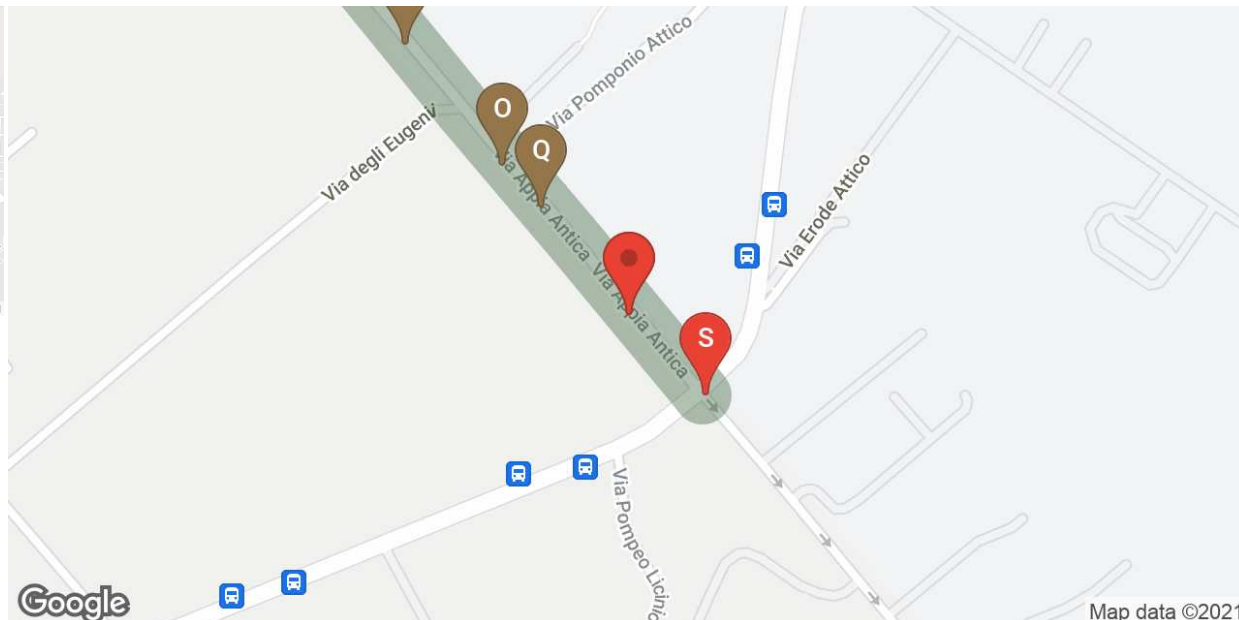 Via Pomponio Attico
O
Via degli Eugenii
Q
Via Appia Antica
Via Erode Attico
Via Appia Antica
S
Via Pompeo Licinio
Google
Map data ©2021